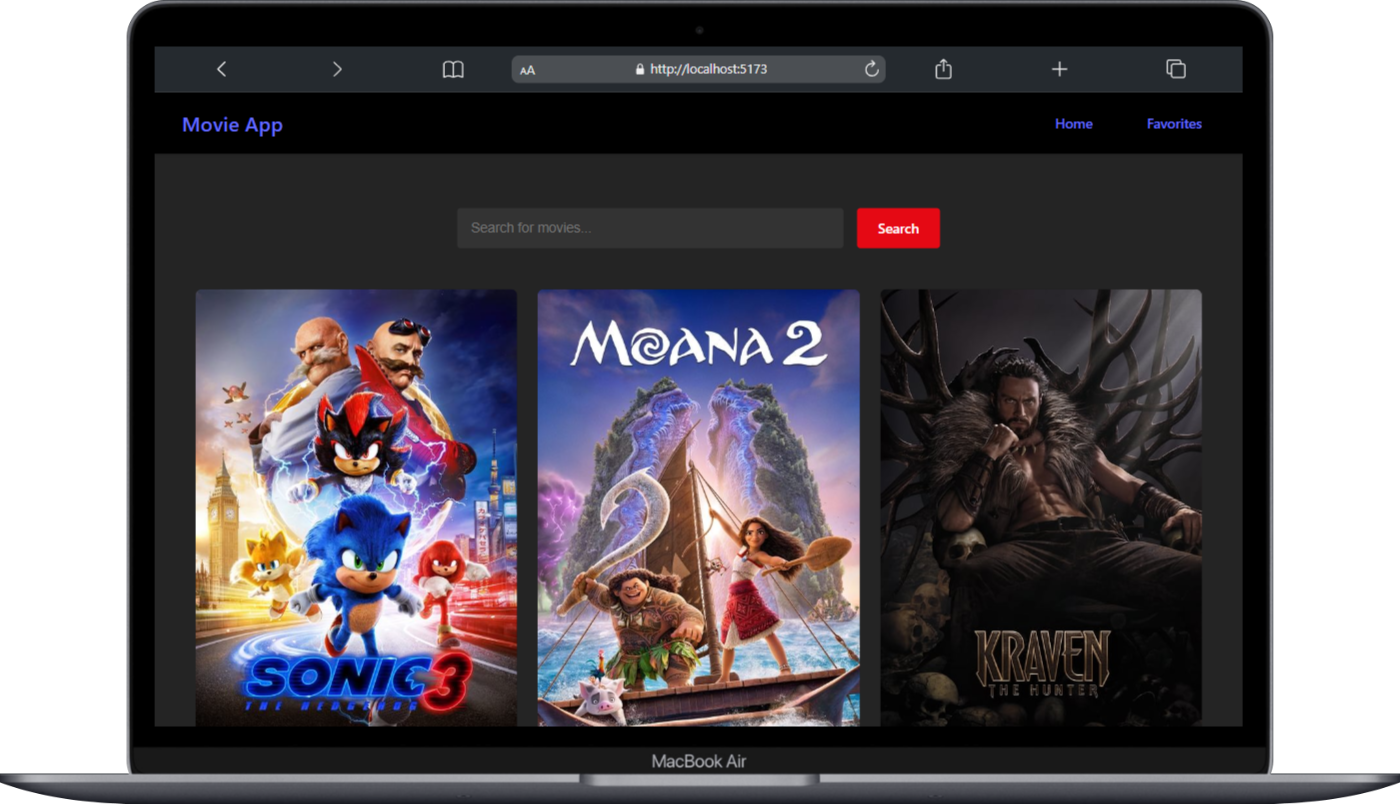 AA
http://localhost:5173
Movie App
Home
Favorites
Search for movies...
Search
MOANA 2
SONIC 3
THE HEDGEHOG
KRAVEN
THE HUNTER
MacBook Air